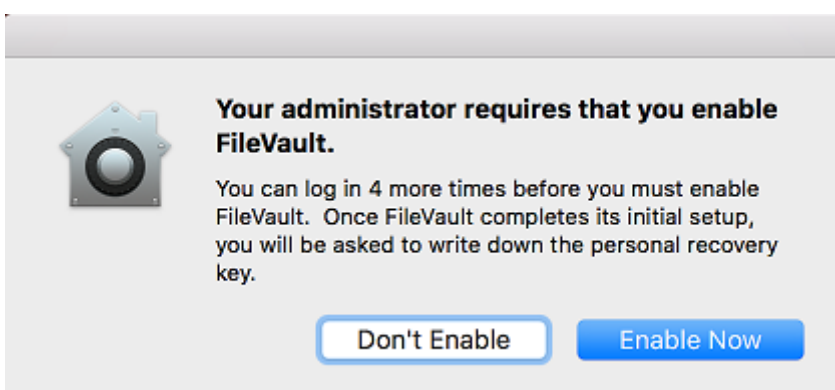 Your administrator requires that you enable
FileVault.
You can log in 4 more times before you must enable
FileVault.  Once FileVault completes its initial setup,
you will be asked to write down the personal recovery
key.
Don't Enable
Enable Now